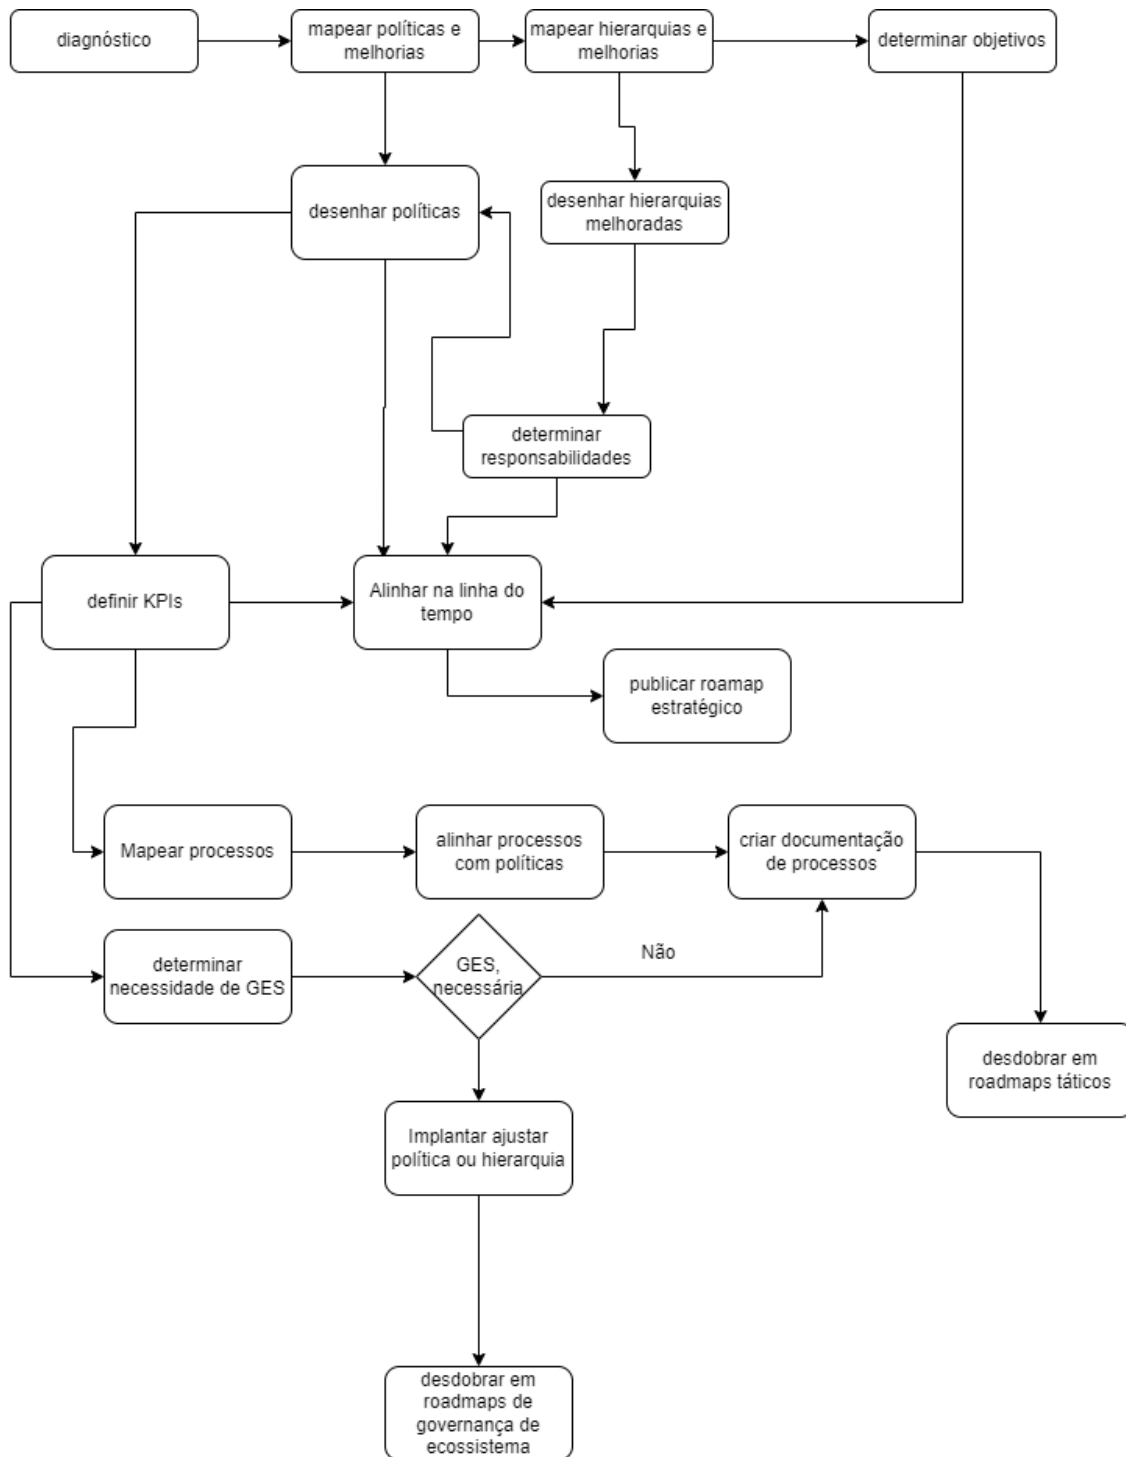 diagnóstico
mapear políticas e
melhorias
mapear hierarquias e
melhorias
determinar objetivos
desenhar políticas
desenhar hierarquias
melhoradas
determinar
responsabilidades
definir KPIs
Alinhar na linha do
tempo
publicar roamap
estratégico
Mapear processos
alinhar processos
com políticas
criar documentação
de processos
determinar
necessidade de GES
GES,
necessária
Não
desdobrar em
roadmaps táticos
Implantar ajustar
política ou hierarquia
desdobrar em
roadmaps de
governança de
ecossistema